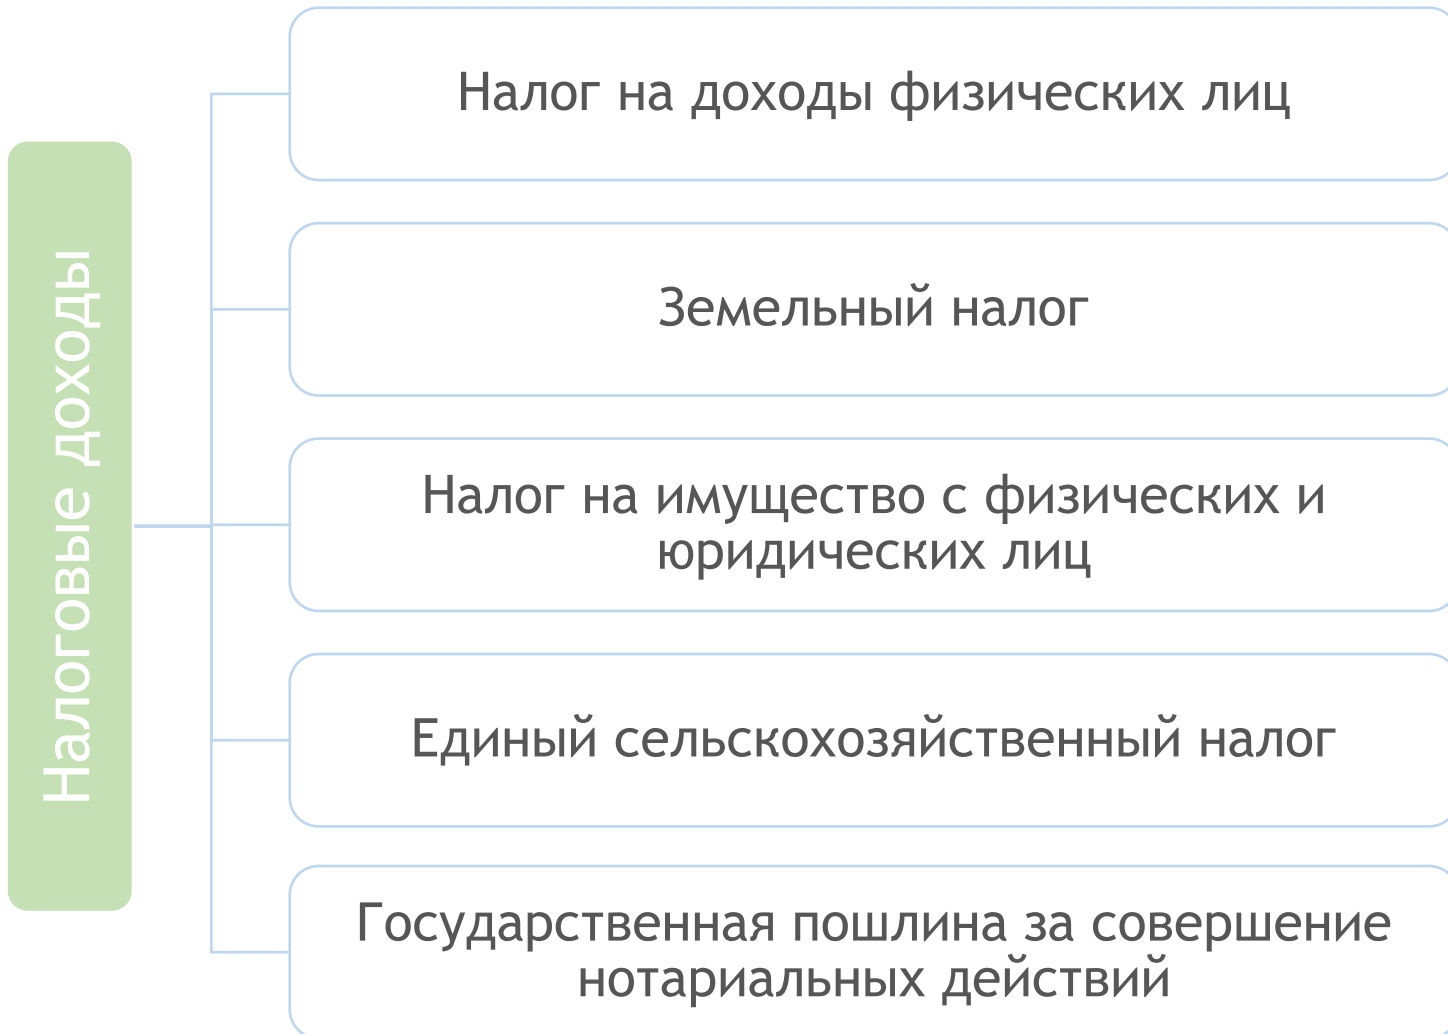 Налоговые доходы
Налог на доходы физических лиц
Земельный налог
Налог на имущество с физических и
юридических лиц
Единый сельскохозяйственный налог
Государственная пошлина за совершение
нотариальных действий